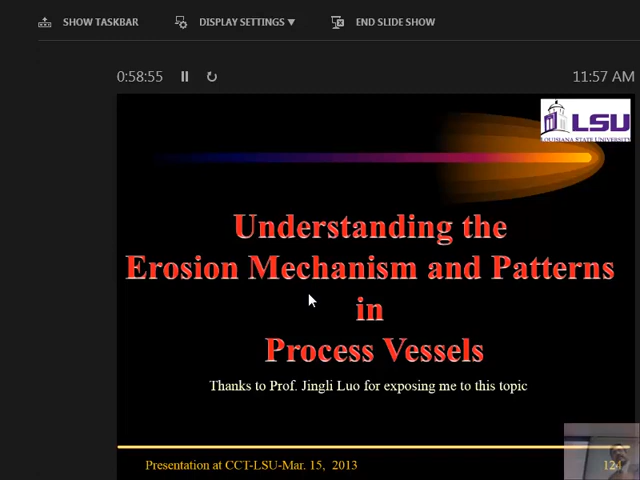 SHOW TASKBAR
DISPLAY SETTINGS ▼
END SLIDE SHOW
0:58:55
11:57 AM
LSU
LOUISIANA STATE UNIVERSITY
Understanding the
Erosion Mechanism and Patterns
in
Process Vessels
Thanks to Prof. Jingli Luo for exposing me to this topic
Presentation at CCT-LSU-Mar. 15, 2013
124